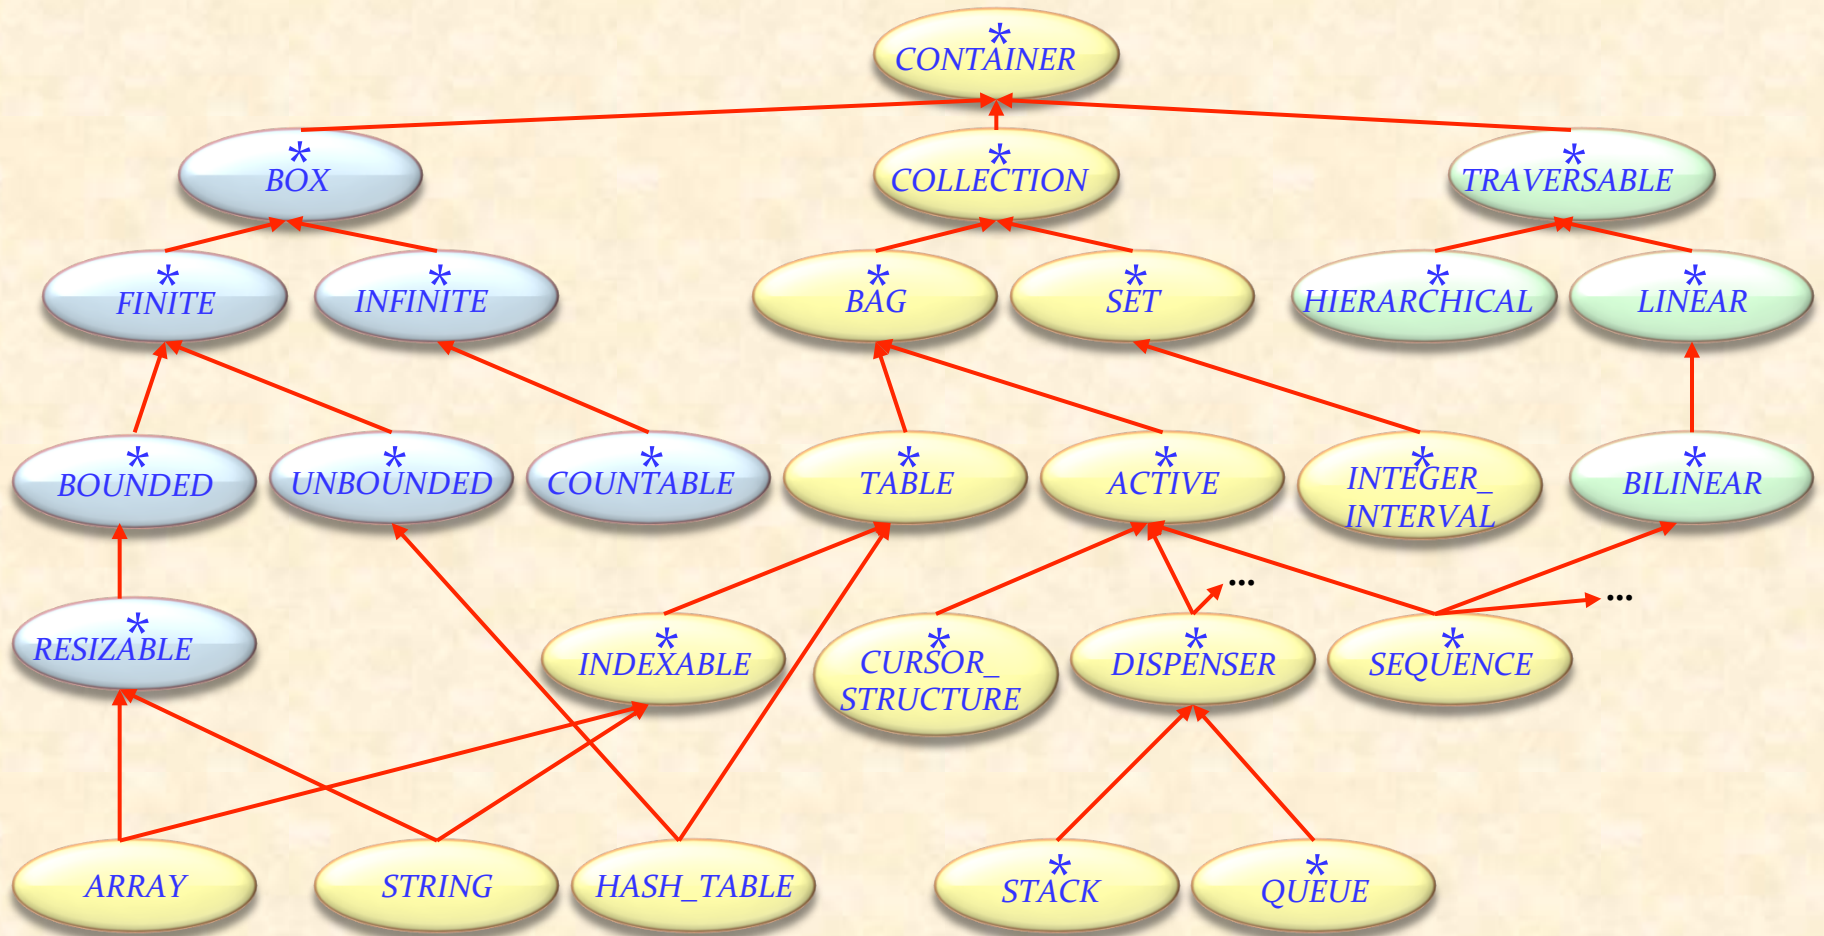 *
CONTAINER
*
BOX
*
COLLECTION
*
TRAVERSABLE
*
FINITE
*
INFINITE
*
BAG
*
SET
*
HIERARCHICAL
*
LINEAR
*
BOUNDED
*
UNBOUNDED
*
COUNTABLE
*
TABLE
*
ACTIVE
*
INTEGER_
INTERVAL
*
BILINEAR
...
...
*
RESIZABLE
*
INDEXABLE
*
CURSOR_
STRUCTURE
*
DISPENSER
*
SEQUENCE
ARRAY
STRING
HASH_TABLE
*
STACK
*
QUEUE